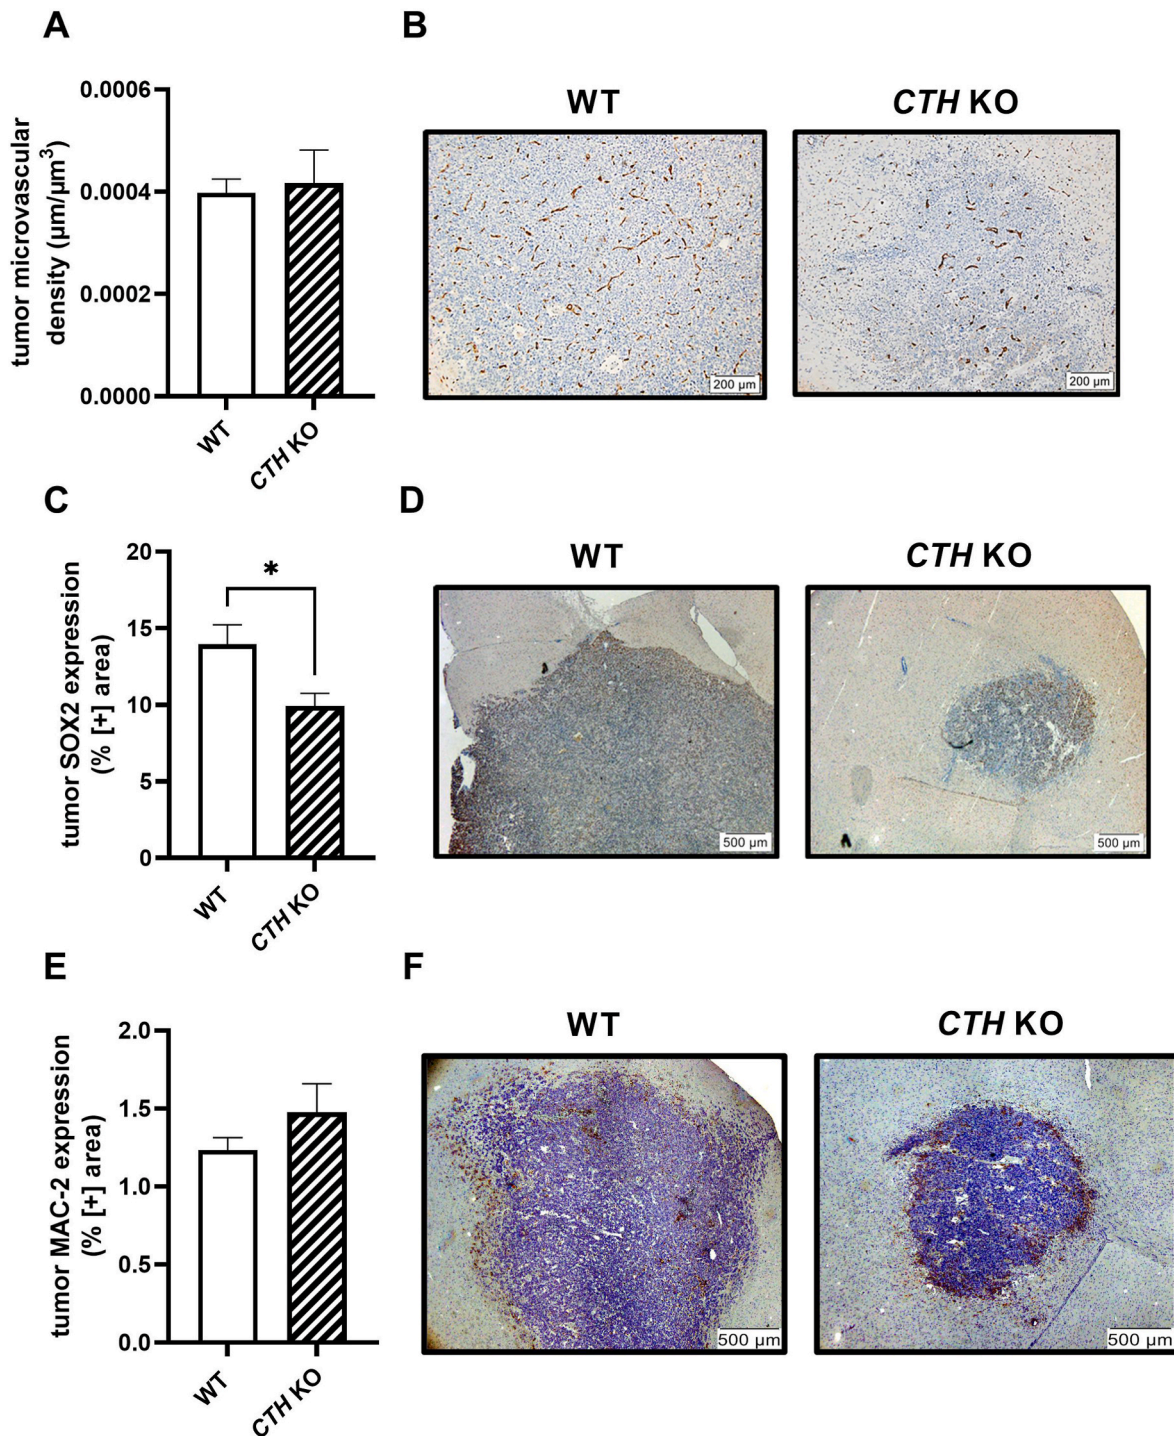 A
tumor microvascular
density (μm/μm³)
0.0006
0.0004
0.0002
0.0000
WT
CTH KO
B
WT
CTH KO
200 μm
200 μm
C
tumor SOX2 expression
(% [+] area)
20
15
10
5
0
*
WT
CTH KO
D
WT
CTH KO
500 μm
500 μm
E
tumor MAC-2 expression
(% [+] area)
2.0
1.5
1.0
0.5
0.0
WT
CTH KO
F
WT
CTH KO
500 μm
500 μm